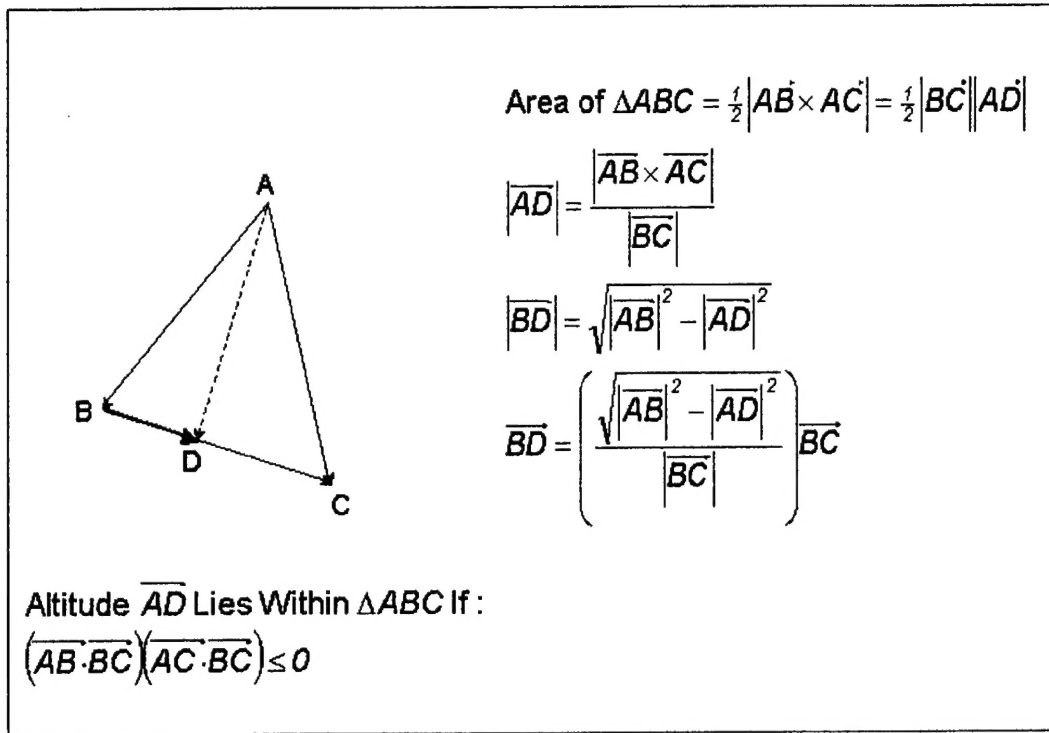 Area of ΔABC = ½|AB × AC| = ½|BC||AD|
|AD| = |AB × AC| / |BC|
|BD| = √(|AB|² − |AD|²)
BD = (√(|AB|² − |AD|²) / |BC|) BC
A
B
D
C
Altitude AD Lies Within ΔABC If :
(AB·BC)(AC·BC) ≤ 0